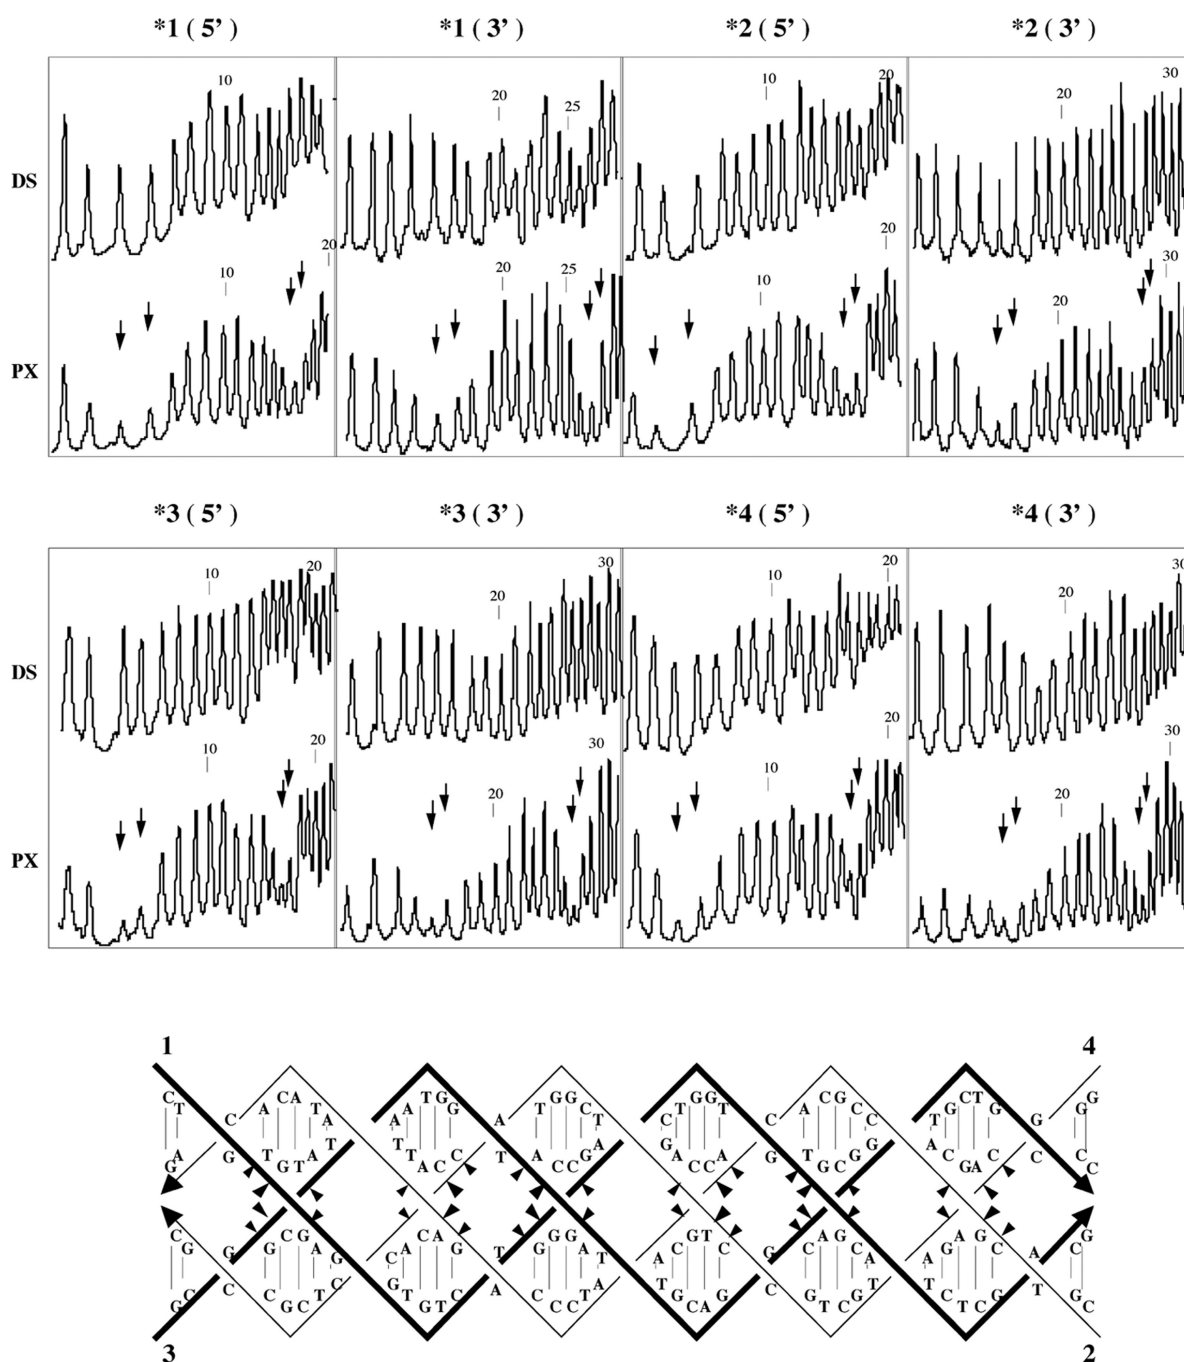 *1 ( 5’ ) *1 ( 3’ ) *2 ( 5’ ) *2 ( 3’ )
10 20 25 10 20 20 30
DS
20 10 20 25 10 20 20 30
PX
*3 ( 5’ ) *3 ( 3’ ) *4 ( 5’ ) *4 ( 3’ )
10 20 20 30 10 20 20 30
DS
10 20 20 30 10 20 20 30
PX
1 4
C T C A C A T A A A T G G A T G G C T C T G G T C A C G C C T G C T G G G G
A G G T G T A T T T A C C T A C C G A G A C C A G T G C G G A C G A C C C C
C G G G C G A G C A C A G T G G G A T A C G T C G C A G C A A G A G C A C G
G C C C G C T C G T G T C A C C C T A T G C A G C G T C G T T C T C G T G C
3 2